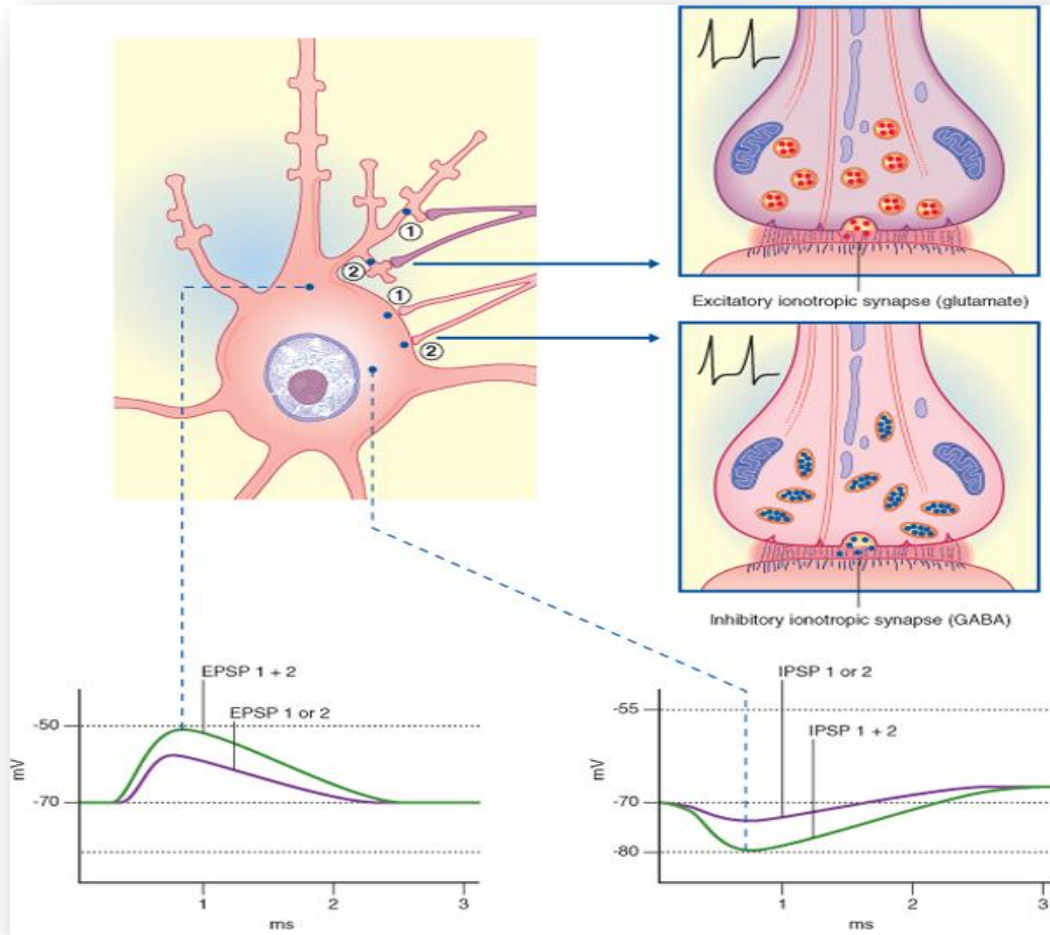 1
2
1
2
Excitatory ionotropic synapse (glutamate)
Inhibitory ionotropic synapse (GABA)
EPSP 1 + 2
EPSP 1 or 2
-50
-70
mV
1
2
3
ms
IPSP 1 or 2
IPSP 1 + 2
-55
-70
-80
mV
1
2
3
ms